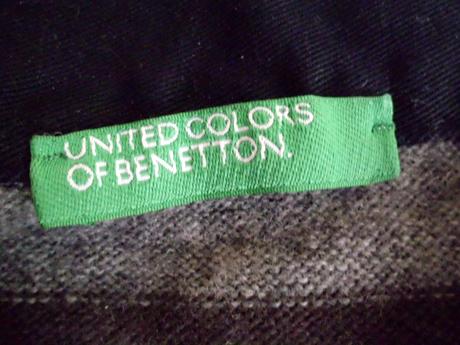 UNITED COLORS
OF BENETTON.